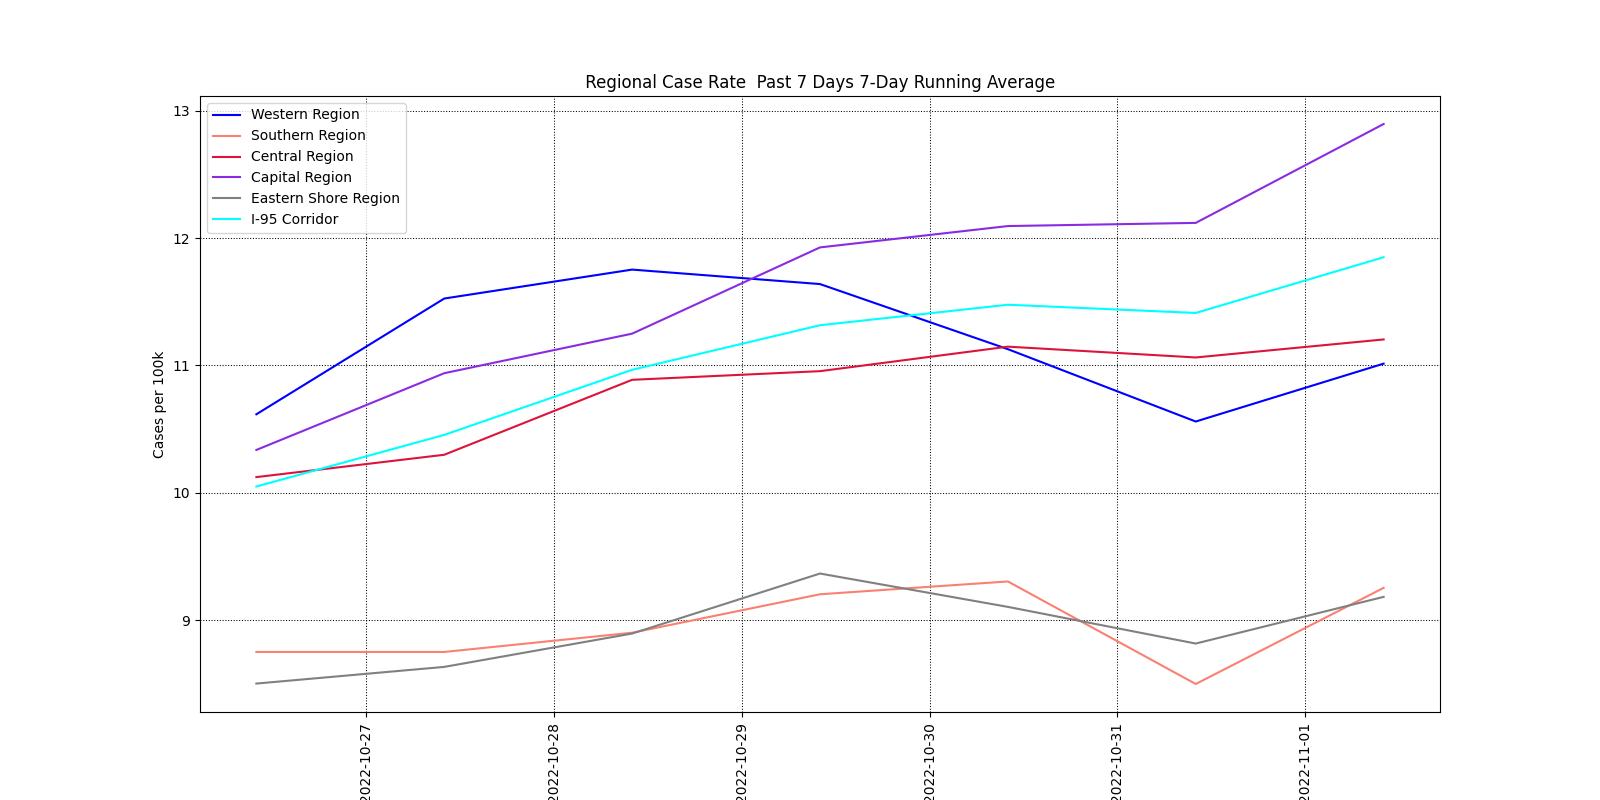 Regional Case Rate  Past 7 Days 7-Day Running Average
13
12
11
10
9
Cases per 100k
Western Region
Southern Region
Central Region
Capital Region
Eastern Shore Region
I-95 Corridor
2022-10-27
2022-10-28
2022-10-29
2022-10-30
2022-10-31
2022-11-01